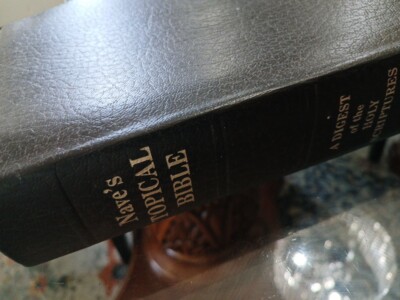 Nave's
TOPICAL
BIBLE
A DIGEST
of the
HOLY
SCRIPTURES